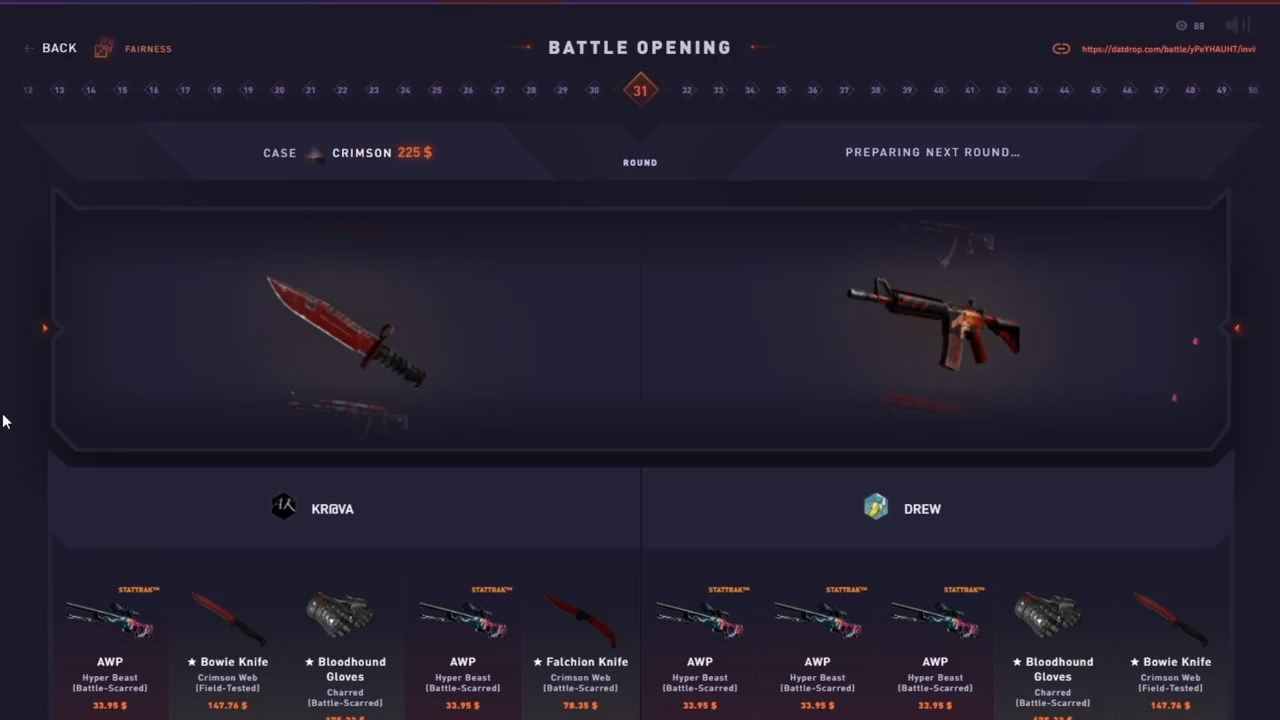 88
BACK
FAIRNESS
BATTLE OPENING
https://datdrop.com/battle/yPeYHAUHT/invi
12 13 14 15 16 17 18 19 20 21 22 23 24 25 26 27 28 29 30 31 32 33 34 35 36 37 38 39 40 41 42 43 44 45 46 47 48 49 50
CASE CRIMSON 225 $
ROUND
PREPARING NEXT ROUND...
KR@VA
DREW
STATTRAK™ STATTRAK™ STATTRAK™ STATTRAK™ STATTRAK™
AWP
Hyper Beast
(Battle-Scarred)
33.95 $
★ Bowie Knife
Crimson Web
(Field-Tested)
147.76 $
★ Bloodhound
Gloves
Charred
(Battle-Scarred)
AWP
Hyper Beast
(Battle-Scarred)
33.95 $
★ Falchion Knife
Crimson Web
(Battle-Scarred)
78.35 $
AWP
Hyper Beast
(Battle-Scarred)
33.95 $
AWP
Hyper Beast
(Battle-Scarred)
33.95 $
AWP
Hyper Beast
(Battle-Scarred)
33.95 $
★ Bloodhound
Gloves
Charred
(Battle-Scarred)
★ Bowie Knife
Crimson Web
(Field-Tested)
147.76 $